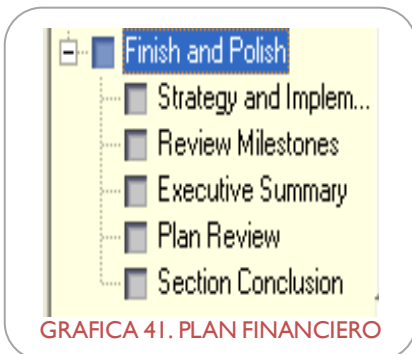 Finish and Polish
Strategy and Implem...
Review Milestones
Executive Summary
Plan Review
Section Conclusion
GRAFICA 41. PLAN FINANCIERO